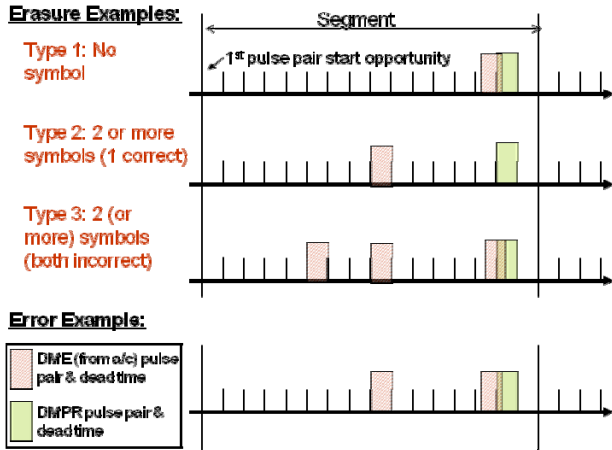 Erasure Examples:
Segment
Type 1: No
symbol
1st pulse pair start opportunity
Type 2: 2 or more
symbols (1 correct)
Type 3: 2 (or
more) symbols
(both incorrect)
Error Example:
DME (from a/c) pulse
pair & dead time
DMPR pulse pair &
dead time